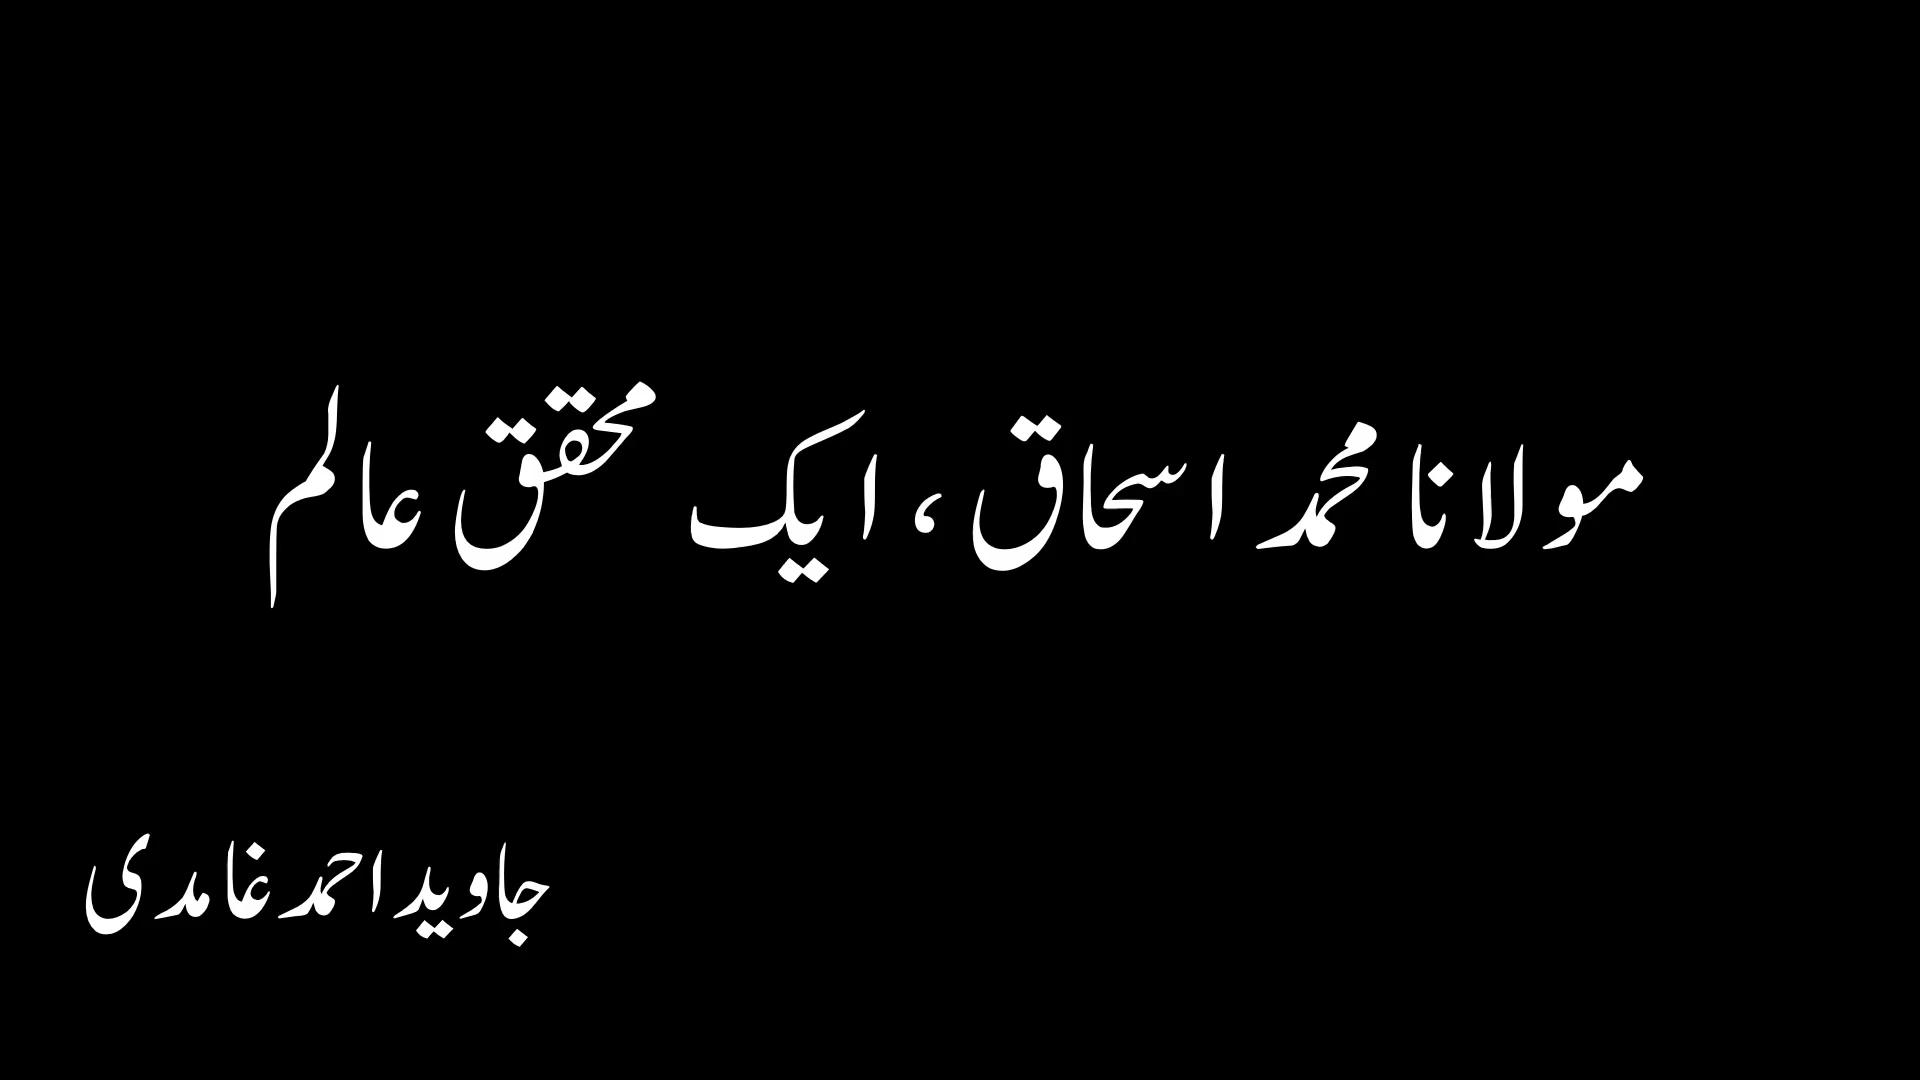 مولانا محمد اسحاق، ایک محقق عالم
جاوید احمد غامدی